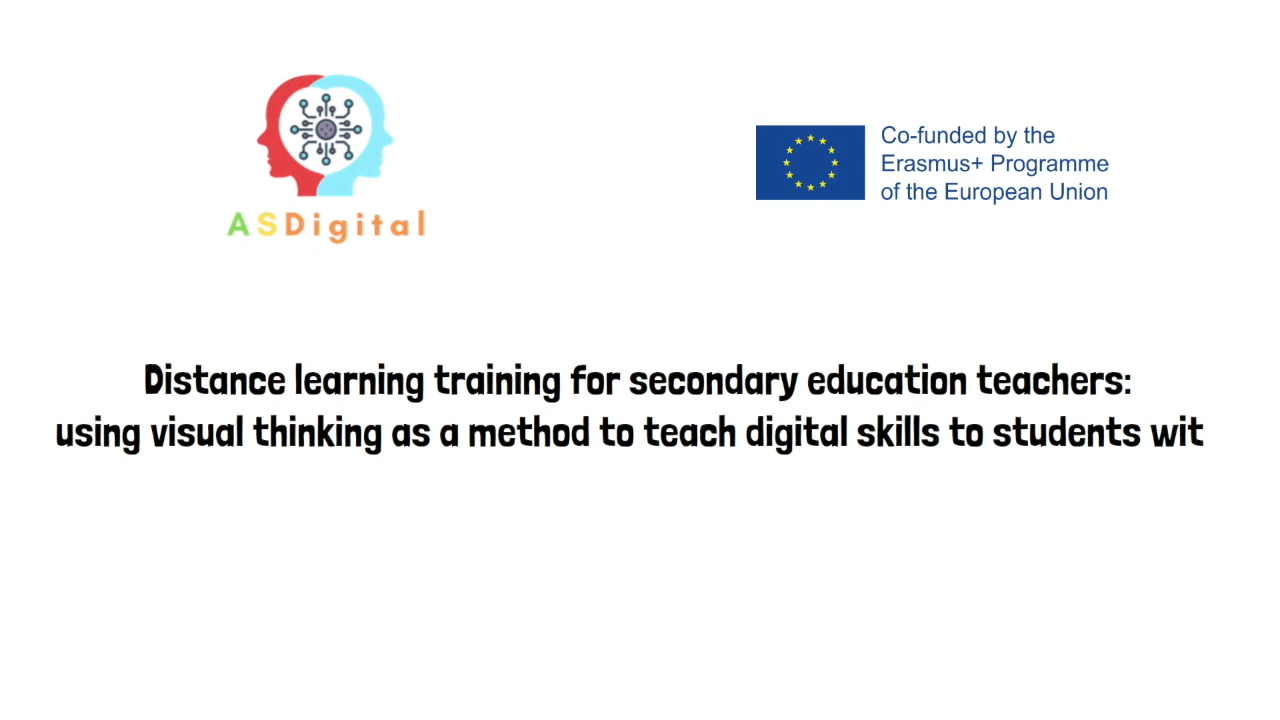 ASDigital
Co-funded by the
Erasmus+ Programme
of the European Union
Distance learning training for secondary education teachers:
using visual thinking as a method to teach digital skills to students wit